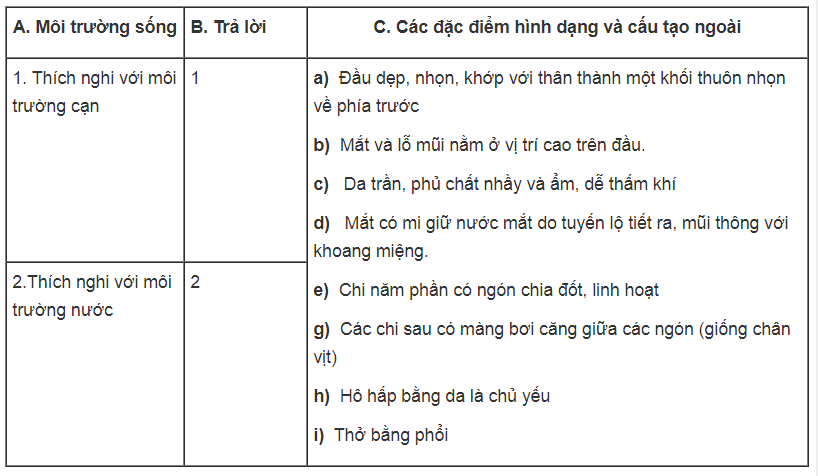 A. Môi trường sống B. Trả lời C. Các đặc điểm hình dạng và cấu tạo ngoài
1. Thích nghi với môi
trường cạn
1
a) Đầu dẹp, nhọn, khớp với thân thành một khối thuôn nhọn
về phía trước
b) Mắt và lỗ mũi nằm ở vị trí cao trên đầu.
c) Da trần, phủ chất nhầy và ẩm, dễ thấm khí
d) Mắt có mi giữ nước mắt do tuyến lộ tiết ra, mũi thông với
khoang miệng.
2.Thích nghi với môi
trường nước
2
e) Chi năm phần có ngón chia đốt, linh hoạt
g) Các chi sau có màng bơi căng giữa các ngón (giống chân
vịt)
h) Hô hấp bằng da là chủ yếu
i) Thở bằng phổi